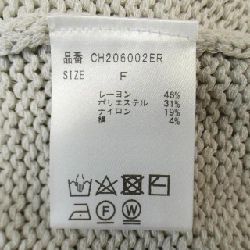 品番 CH206002ER
SIZE F
レーヨン 46%
ポリエステル 31%
ナイロン 19%
綿 4%
F W